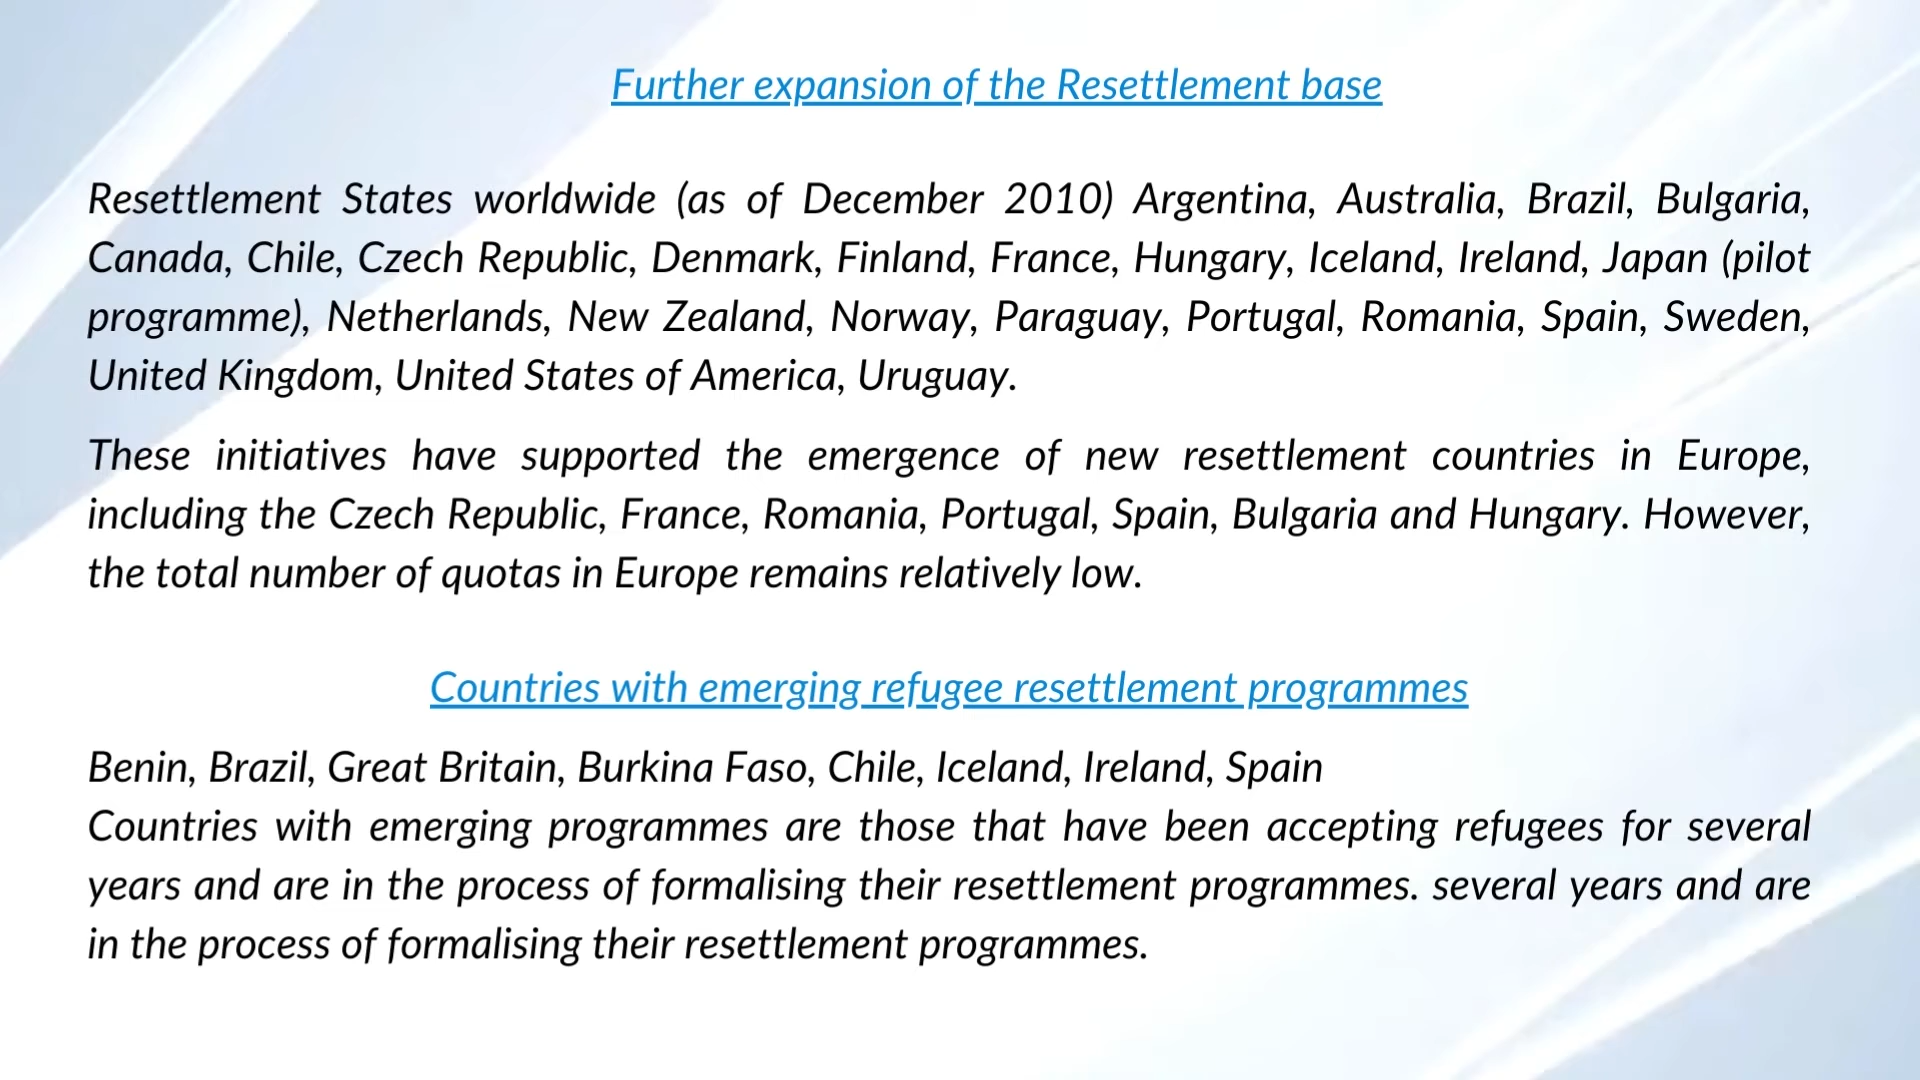 Further expansion of the Resettlement base
Resettlement States worldwide (as of December 2010) Argentina, Australia, Brazil, Bulgaria,
Canada, Chile, Czech Republic, Denmark, Finland, France, Hungary, Iceland, Ireland, Japan (pilot
programme), Netherlands, New Zealand, Norway, Paraguay, Portugal, Romania, Spain, Sweden,
United Kingdom, United States of America, Uruguay.
These initiatives have supported the emergence of new resettlement countries in Europe,
including the Czech Republic, France, Romania, Portugal, Spain, Bulgaria and Hungary. However,
the total number of quotas in Europe remains relatively low.
Countries with emerging refugee resettlement programmes
Benin, Brazil, Great Britain, Burkina Faso, Chile, Iceland, Ireland, Spain
Countries with emerging programmes are those that have been accepting refugees for several
years and are in the process of formalising their resettlement programmes. several years and are
in the process of formalising their resettlement programmes.